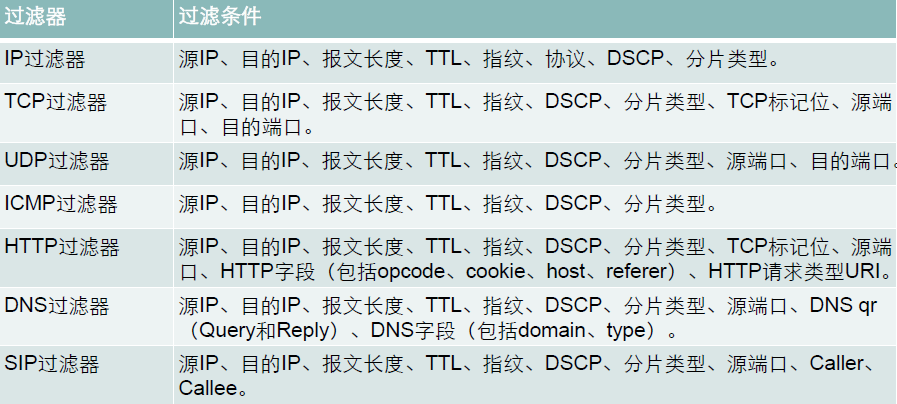 过滤器 过滤条件
IP过滤器 源IP、目的IP、报文长度、TTL、指纹、协议、DSCP、分片类型。
TCP过滤器 源IP、目的IP、报文长度、TTL、指纹、DSCP、分片类型、TCP标记位、源端
口、目的端口。
UDP过滤器 源IP、目的IP、报文长度、TTL、指纹、DSCP、分片类型、源端口、目的端口。
ICMP过滤器 源IP、目的IP、报文长度、TTL、指纹、DSCP、分片类型。
HTTP过滤器 源IP、目的IP、报文长度、TTL、指纹、DSCP、分片类型、TCP标记位、源端
口、HTTP字段（包括opcode、cookie、host、referer）、HTTP请求类型URI。
DNS过滤器 源IP、目的IP、报文长度、TTL、指纹、DSCP、分片类型、源端口、DNS qr
（Query和Reply）、DNS字段（包括domain、type）。
SIP过滤器 源IP、目的IP、报文长度、TTL、指纹、DSCP、分片类型、源端口、Caller、
Callee。